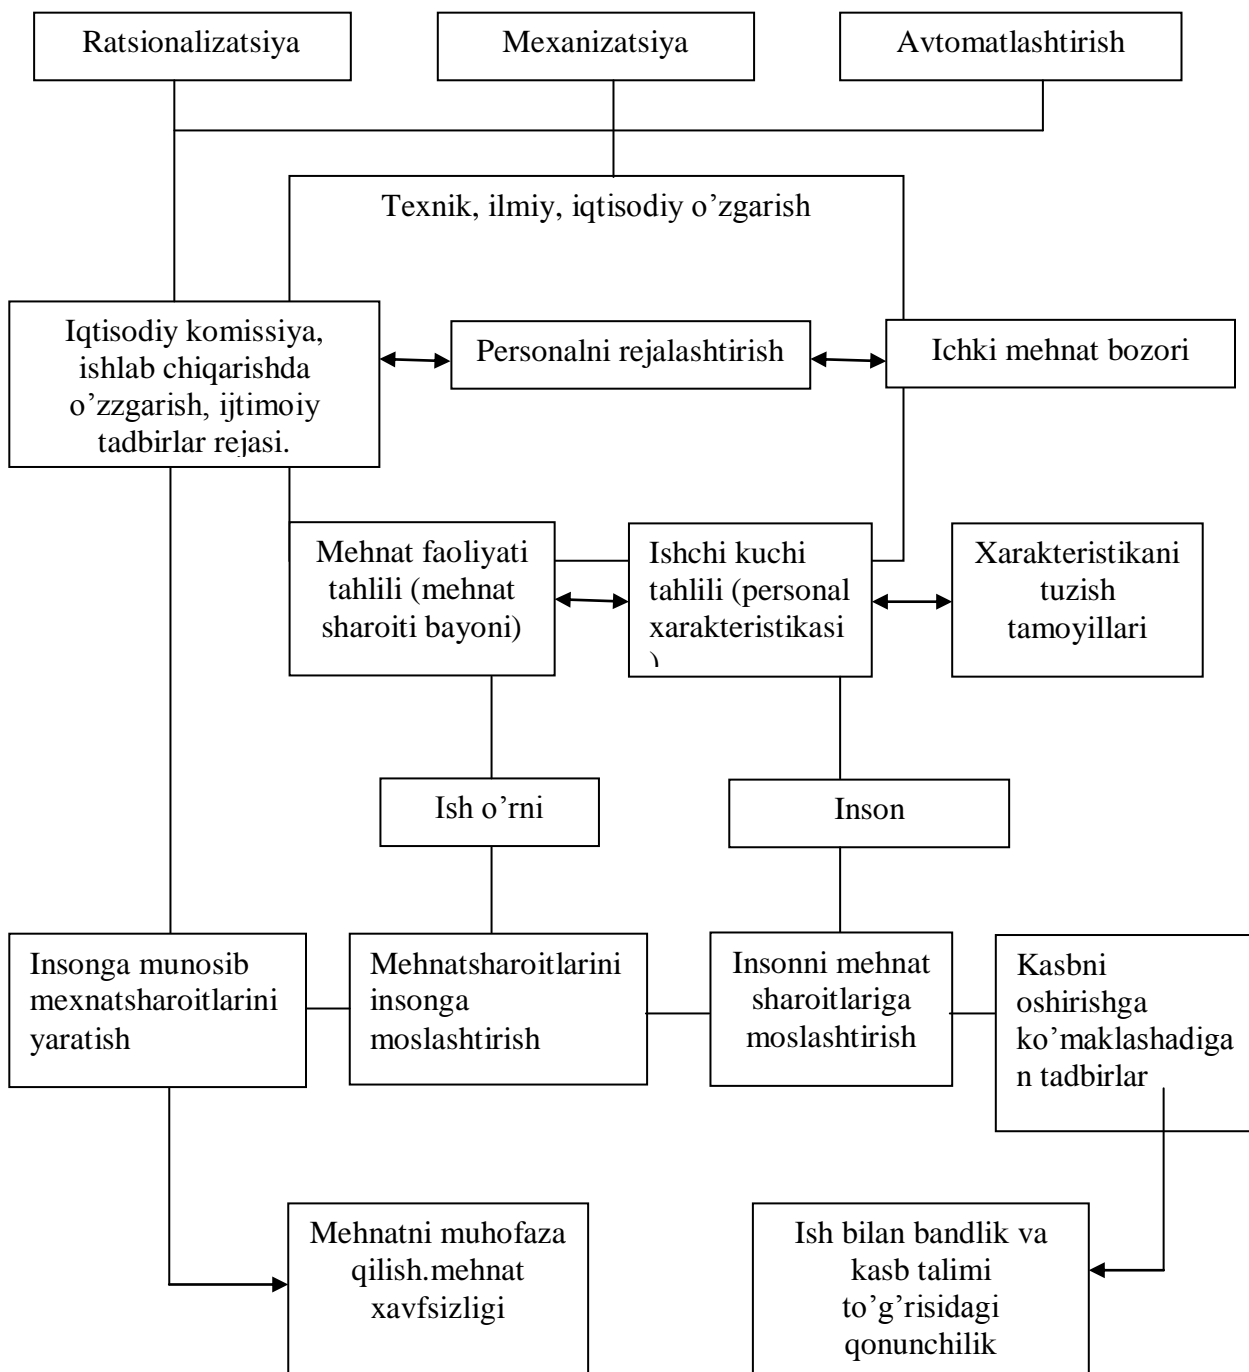 Ratsionalizatsiya
Mexanizatsiya
Avtomatlashtirish
Texnik, ilmiy, iqtisodiy o’zgarish
Iqtisodiy komissiya,
ishlab chiqarishda
o’zzgarish, ijtimoiy
tadbirlar rejasi.
Personalni rejalashtirish
Ichki mehnat bozori
Mehnat faoliyati
tahlili (mehnat
sharoiti bayoni)
Ishchi kuchi
tahlili (personal
xarakteristikasi
)
Xarakteristikani
tuzish
tamoyillari
Ish o’rni
Inson
Insonga munosib
mexnatsharoitlarini
yaratish
Mehnatsharoitlarini
insonga
moslashtirish
Insonni mehnat
sharoitlariga
moslashtirish
Kasbni
oshirishga
ko’maklashadiga
n tadbirlar
Mehnatni muhofaza
qilish.mehnat
xavfsizligi
Ish bilan bandlik va
kasb talimi
to’g’risidagi
qonunchilik